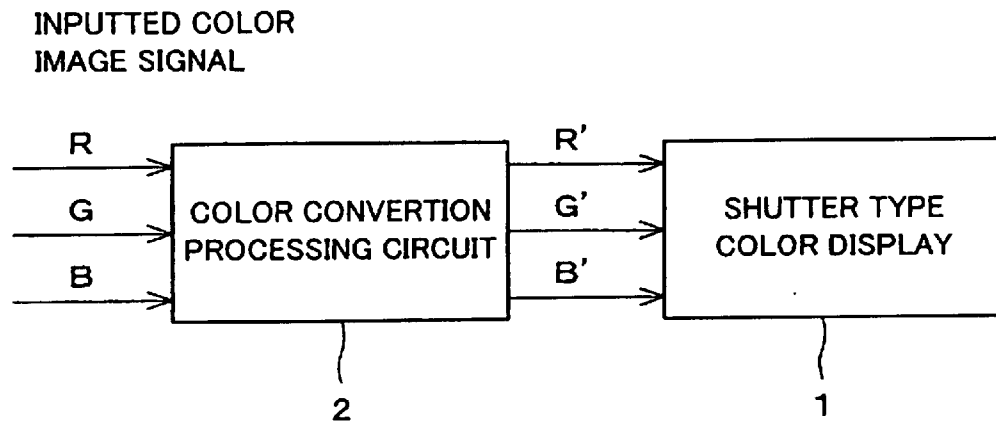 INPUTTED COLOR
IMAGE SIGNAL
R
G
B
COLOR CONVERTION
PROCESSING CIRCUIT
R'
G'
B'
SHUTTER TYPE
COLOR DISPLAY
2
1